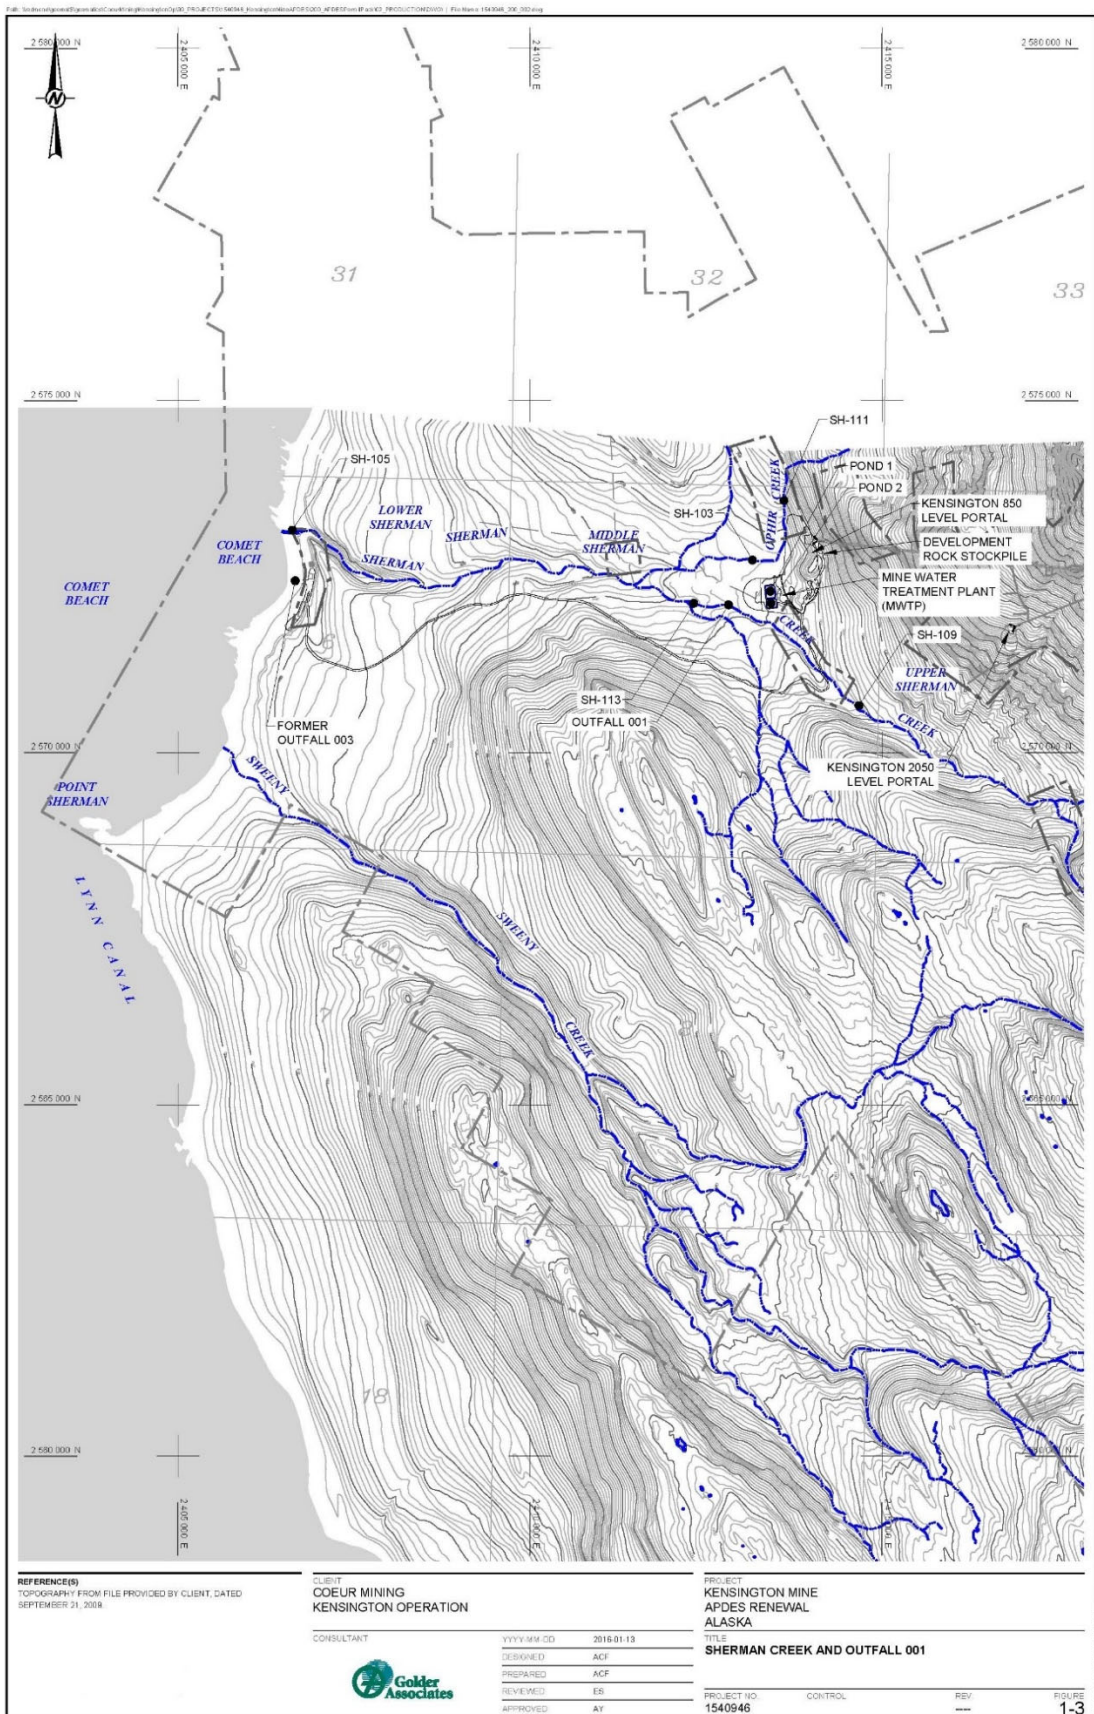 2 580 000 N
2 405 000 E
2 410 000 E
2 415 000 E
2 580 000 N
N
31
32
33
2 575 000 N
2 575 000 N
SH-111
SH-105
POND 1
POND 2
LOWER
SHERMAN
SH-103
OPHIR CREEK
KENSINGTON 850
LEVEL PORTAL
SHERMAN
MIDDLE
SHERMAN
COMET
BEACH
DEVELOPMENT
ROCK STOCKPILE
SHERMAN
COMET
BEACH
MINE WATER
TREATMENT PLANT
(MWTP)
CREEK
SH-109
6
5
UPPER
SHERMAN
SH-113
OUTFALL 001
FORMER
OUTFALL 003
CREEK
2 570 000 N
2 570 000 N
KENSINGTON 2050
LEVEL PORTAL
SWEENY
POINT
SHERMAN
LYNN CANAL
SWEENY
7
8
CREEK
2 565 000 N
2 565 000 N
18
2 560 000 N
2 405 000 E
2 410 000 E
REFERENCE(S)
TOPOGRAPHY FROM FILE PROVIDED BY CLIENT, DATED
SEPTEMBER 21, 2009.
CLIENT
COEUR MINING
KENSINGTON OPERATION
CONSULTANT
Golder
Associates
YYYY-MM-DD 2016-01-13
DESIGNED ACF
PREPARED ACF
REVIEWED ES
APPROVED AY
PROJECT
KENSINGTON MINE
APDES RENEWAL
ALASKA
TITLE
SHERMAN CREEK AND OUTFALL 001
PROJECT NO. CONTROL REV. FIGURE
1540946 ---- 1-3